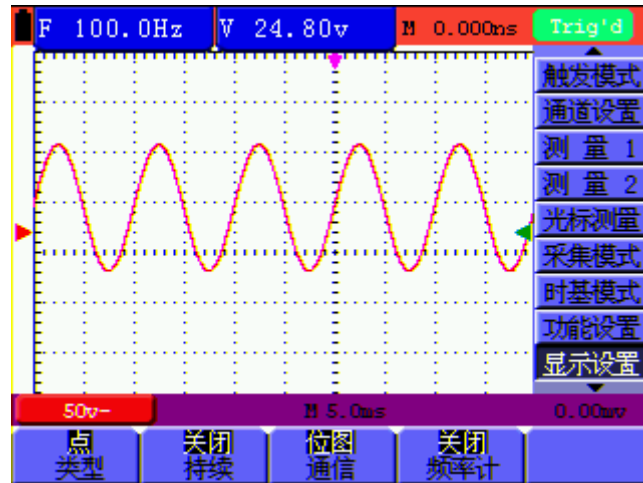 F 100.0Hz V 24.80v M 0.000ns Trig'd
触发模式
通道设置
测量 1
测量 2
光标测量
采集模式
时基模式
功能设置
显示设置
50v~ M 5.0ms 0.00mv
点 关闭 位图 关闭
类型 持续 通信 频率计